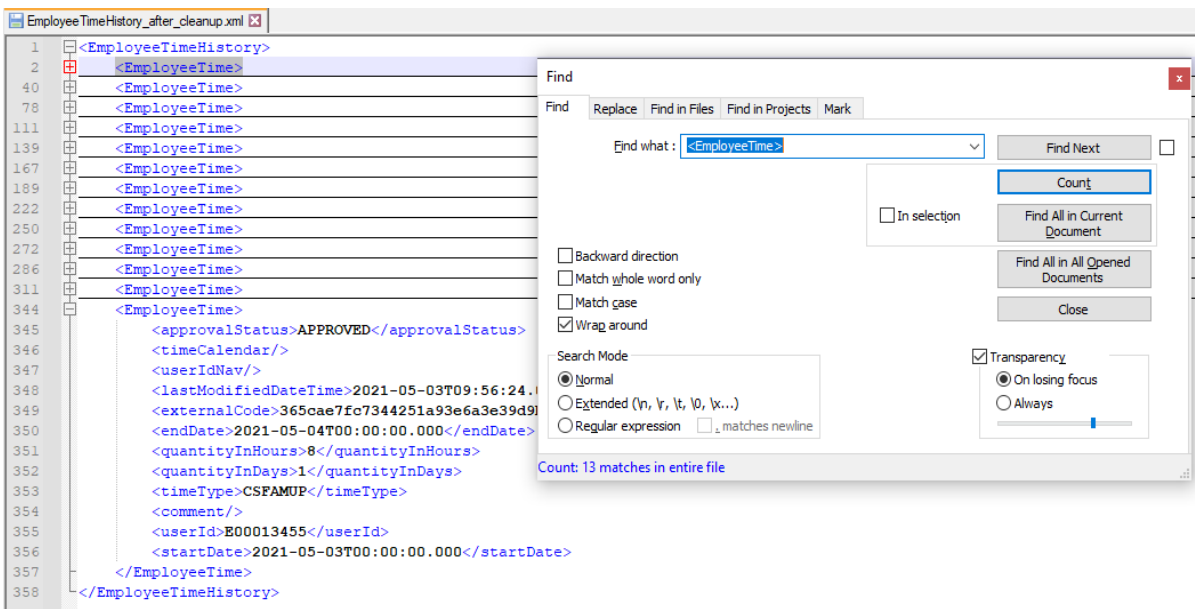 EmployeeTimeHistory_after_cleanup.xml
1 <EmployeeTimeHistory>
2 <EmployeeTime>
40 <EmployeeTime>
78 <EmployeeTime>
111 <EmployeeTime>
139 <EmployeeTime>
167 <EmployeeTime>
189 <EmployeeTime>
222 <EmployeeTime>
250 <EmployeeTime>
272 <EmployeeTime>
286 <EmployeeTime>
311 <EmployeeTime>
344 <EmployeeTime>
345 <approvalStatus>APPROVED</approvalStatus>
346 <timeCalendar/>
347 <userIdNav/>
348 <lastModifiedDateTime>2021-05-03T09:56:24.
349 <externalCode>365cae7fc7344251a93e6a3e39d9
350 <endDate>2021-05-04T00:00:00.000</endDate>
351 <quantityInHours>8</quantityInHours>
352 <quantityInDays>1</quantityInDays>
353 <timeType>CSFAMUP</timeType>
354 <comment/>
355 <userId>E00013455</userId>
356 <startDate>2021-05-03T00:00:00.000</startDate>
357 </EmployeeTime>
358 </EmployeeTimeHistory>
Find
x
Find Replace Find in Files Find in Projects Mark
Find what : <EmployeeTime>
Find Next
Count
In selection
Find All in Current
Document
Backward direction
Find All in All Opened
Documents
Match whole word only
Match case
Close
Wrap around
Search Mode
Normal
Extended (\n, \r, \t, \0, \x...)
Regular expression
. matches newline
Transparency
On losing focus
Always
Count: 13 matches in entire file